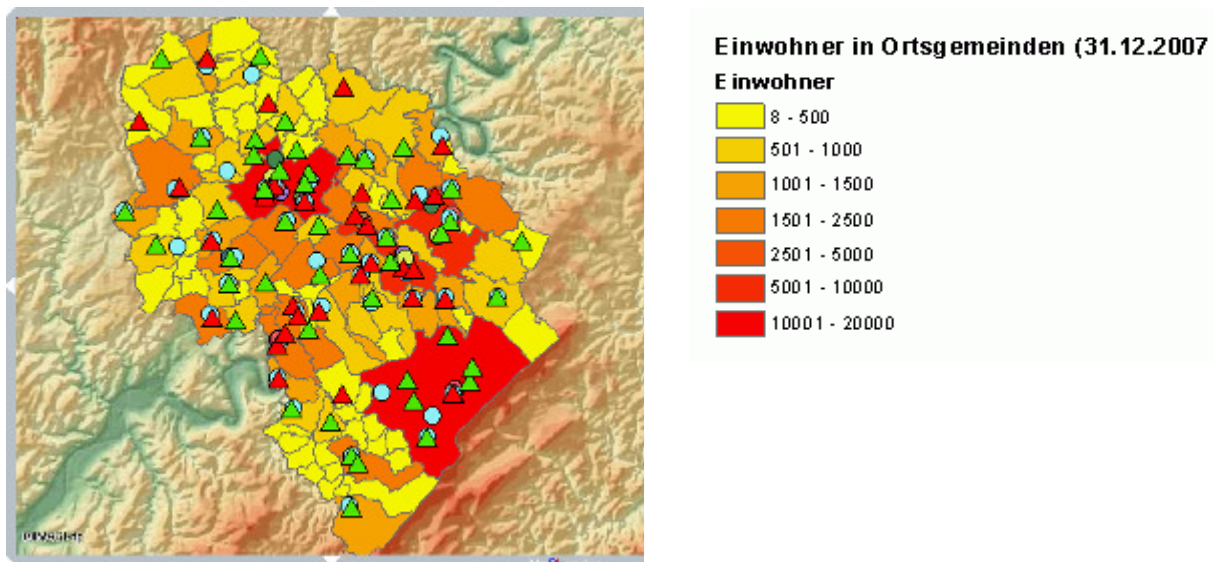 Einwohner in Ortsgemeinden (31.12.2007
Einwohner
8 - 500
501 - 1000
1001 - 1500
1501 - 2500
2501 - 5000
5001 - 10000
10001 - 20000